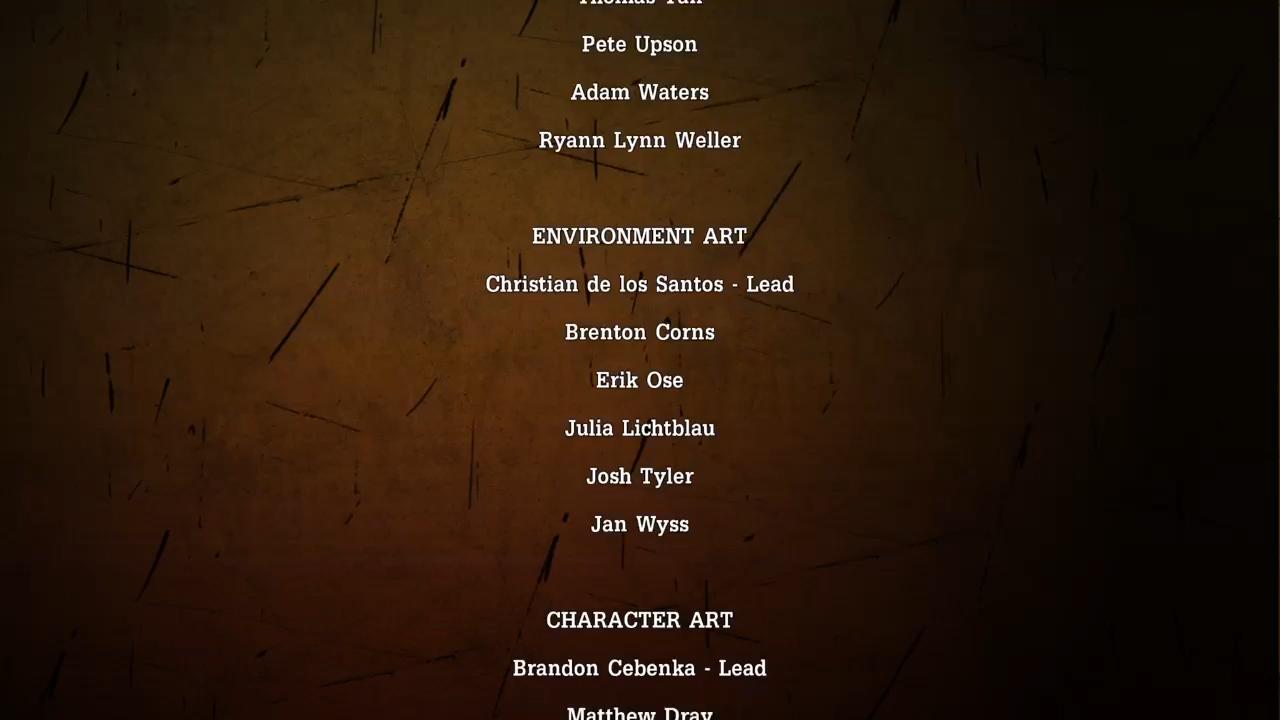 Pete Upson
Adam Waters
Ryann Lynn Weller
ENVIRONMENT ART
Christian de los Santos - Lead
Brenton Corns
Erik Ose
Julia Lichtblau
Josh Tyler
Jan Wyss
CHARACTER ART
Brandon Cebenka - Lead
Matthew Dray